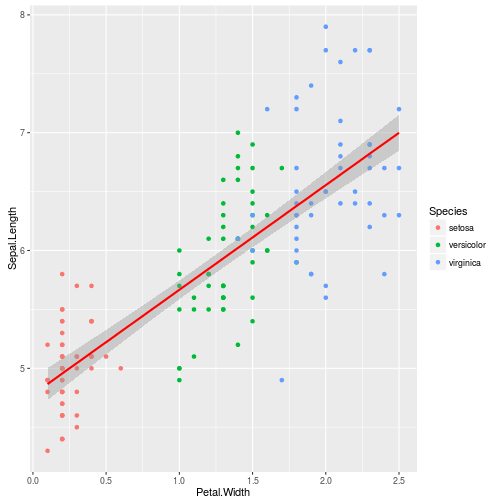 8
7
6
5
Sepal.Length
0.0 0.5 1.0 1.5 2.0 2.5
Petal.Width
Species
setosa
versicolor
virginica